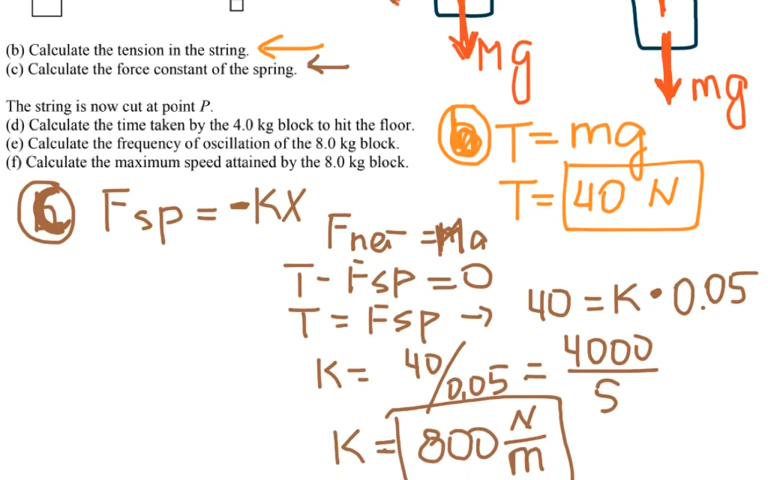 (b) Calculate the tension in the string.
(c) Calculate the force constant of the spring.
The string is now cut at point P.
(d) Calculate the time taken by the 4.0 kg block to hit the floor.
(e) Calculate the frequency of oscillation of the 8.0 kg block.
(f) Calculate the maximum speed attained by the 8.0 kg block.
Mg
mg
b T = mg
T = 40 N
Fsp = -Kx
Fnet = Ma
T - Fsp = 0
T = Fsp → 40 = K • 0.05
K = 40/0.05 = 4000/5
K = 800 N/m